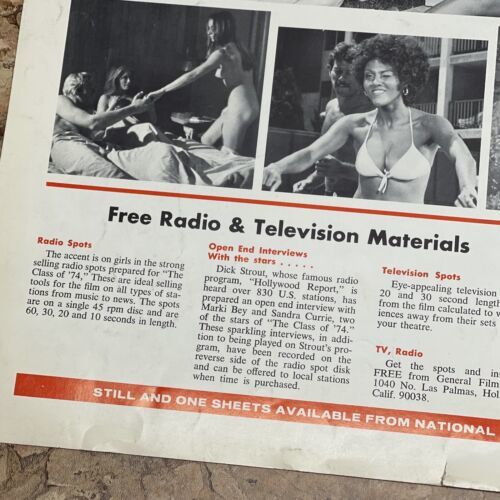 Free Radio & Television Materials
Radio Spots
The accent is on girls in the strong
selling radio spots prepared for "The
Class of '74," These are ideal selling
tools for the film on all types of sta-
tions from music to news. The spots
are on a single 45 rpm disc and are
60, 30, 20 and 10 seconds in length.
Open End Interviews
With the stars . . . . .
Dick Strout, whose famous radio
program, "Hollywood Report," is
heard over 830 U.S. stations, has
prepared an open end interview with
Marki Bey and Sandra Currie, two
of the stars of "The Class of '74."
These sparkling interviews, in addi-
tion to being played on Strout's pro-
gram, have been recorded on the
reverse side of the radio spot disk
and can be offered to local stations
when time is purchased.
Television Spots
Eye-appealing television
20 and 30 second length
from the film calculated to w
iences away from their sets
your theatre.
TV, Radio
Get the spots and in
FREE from General Film
1040 No. Las Palmas, Hol
Calif. 90038.
STILL AND ONE SHEETS AVAILABLE FROM NATIONAL